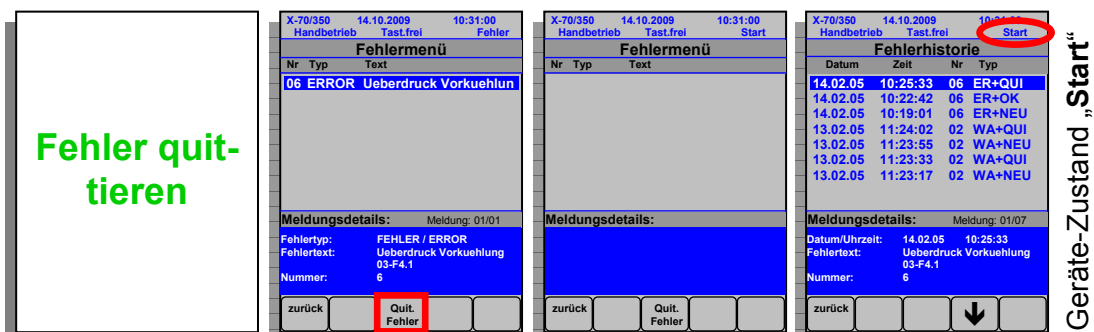 Fehler quit-
tieren
X-70/350 14.10.2009 10:31:00
Handbetrieb Tast.frei Fehler
Fehlermenü
Nr Typ Text
06 ERROR Ueberdruck Vorkuehlun
Meldungsdetails: Meldung: 01/01
Fehlertyp: FEHLER / ERROR
Fehlertext: Ueberdruck Vorkuehlung
03-F4.1
Nummer: 6
zurück Quit.
Fehler
X-70/350 14.10.2009 10:31:00
Handbetrieb Tast.frei Start
Fehlermenü
Nr Typ Text
Meldungsdetails:
zurück Quit.
Fehler
X-70/350 14.10.2009 10:31:00
Handbetrieb Tast.frei Start
Fehlerhistorie
Datum Zeit Nr Typ
14.02.05 10:25:33 06 ER+QUI
14.02.05 10:22:42 06 ER+OK
14.02.05 10:19:01 06 ER+NEU
13.02.05 11:24:02 02 WA+QUI
13.02.05 11:23:55 02 WA+NEU
13.02.05 11:23:33 02 WA+QUI
13.02.05 11:23:17 02 WA+NEU
Meldungsdetails: Meldung: 01/07
Datum/Uhrzeit: 14.02.05 10:25:33
Fehlertext: Ueberdruck Vorkuehlung
03-F4.1
Nummer: 6
zurück
Geräte-Zustand „Start“